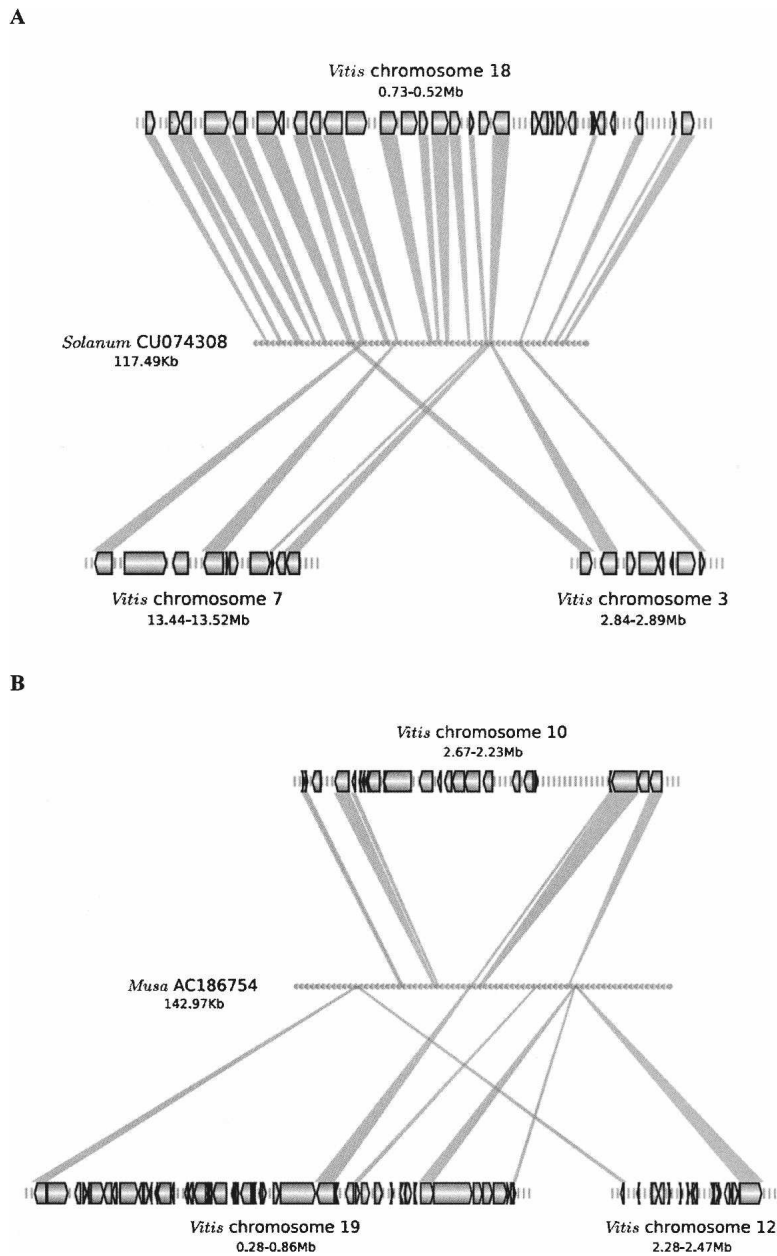 A
Vitis chromosome 18
0.73-0.52Mb
Solanum CU074308
117.49Kb
Vitis chromosome 7
13.44-13.52Mb
Vitis chromosome 3
2.84-2.89Mb
B
Vitis chromosome 10
2.67-2.23Mb
Musa AC186754
142.97Kb
Vitis chromosome 19
0.28-0.86Mb
Vitis chromosome 12
2.28-2.47Mb